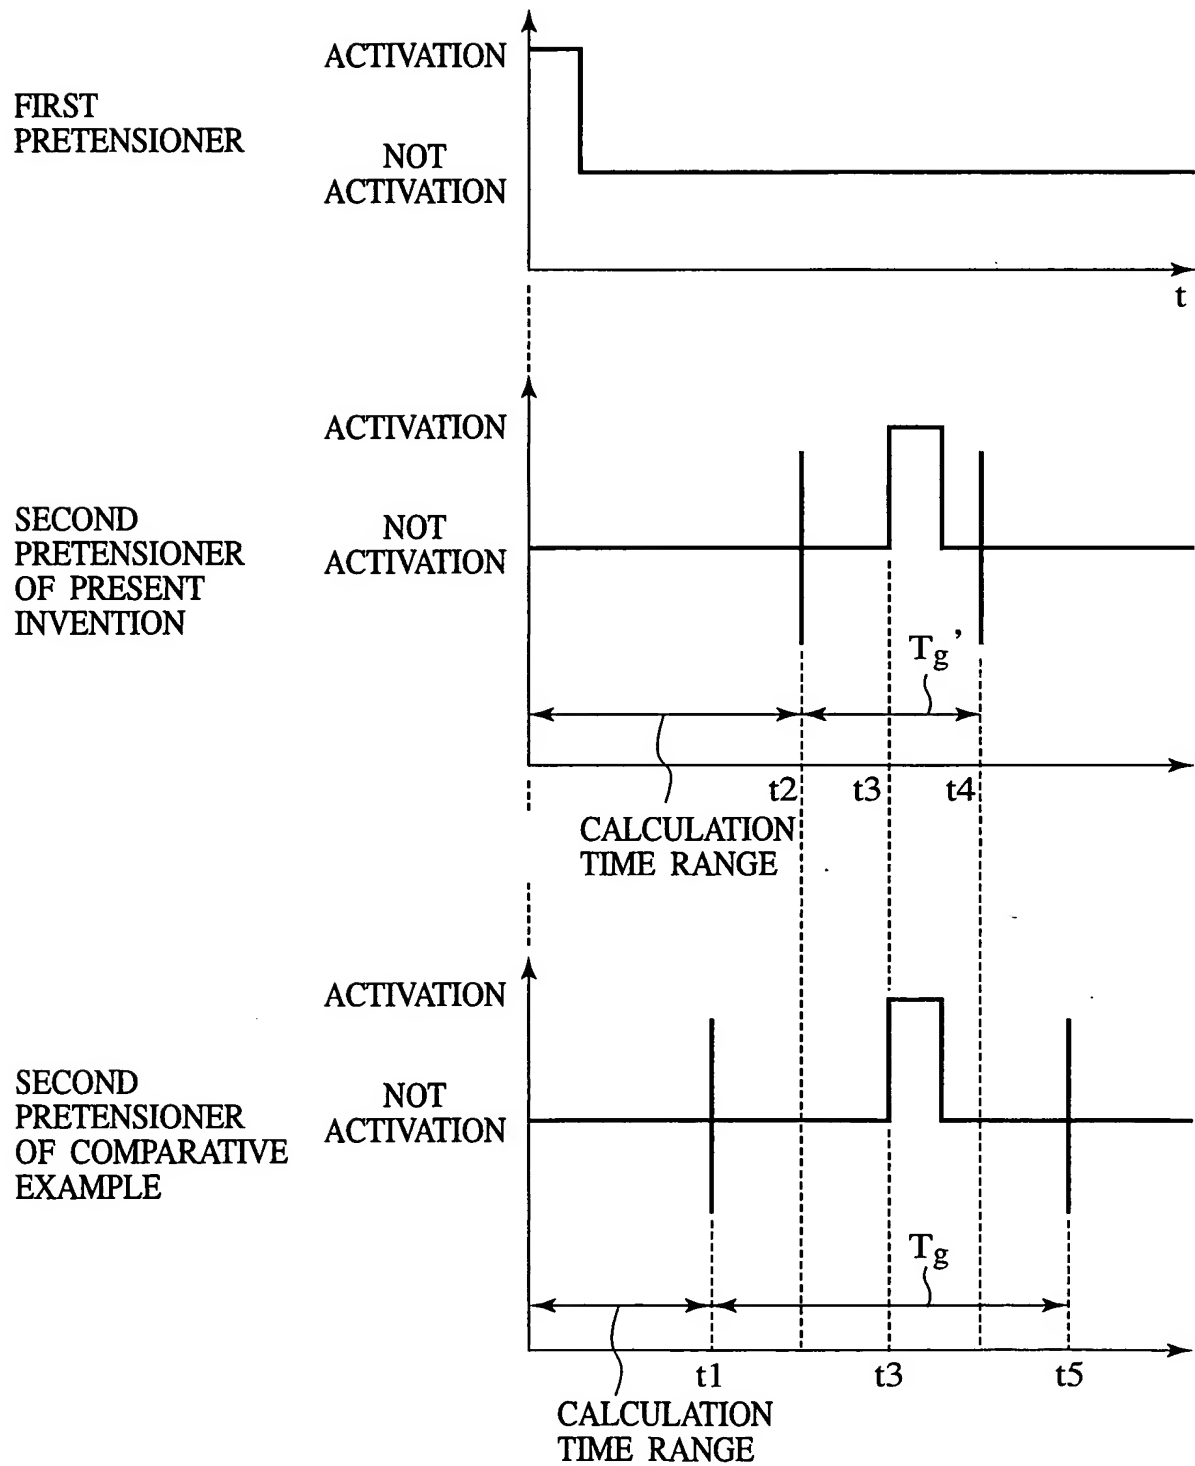 ACTIVATION
FIRST
PRETENSIONER
NOT
ACTIVATION
t
ACTIVATION
SECOND
PRETENSIONER
OF PRESENT
INVENTION
NOT
ACTIVATION
Tg’
t2
t3
t4
CALCULATION
TIME RANGE
ACTIVATION
SECOND
PRETENSIONER
OF COMPARATIVE
EXAMPLE
NOT
ACTIVATION
Tg
t1
t3
t5
CALCULATION
TIME RANGE